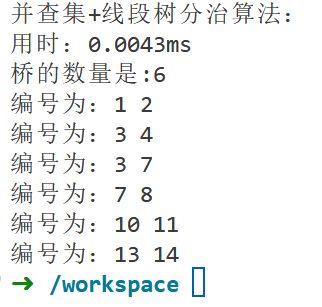 并查集+线段树分治算法：
用时：0.0043ms
桥的数量是:6
编号为：1 2
编号为：3 4
编号为：3 7
编号为：7 8
编号为：10 11
编号为：13 14
➜ /workspace